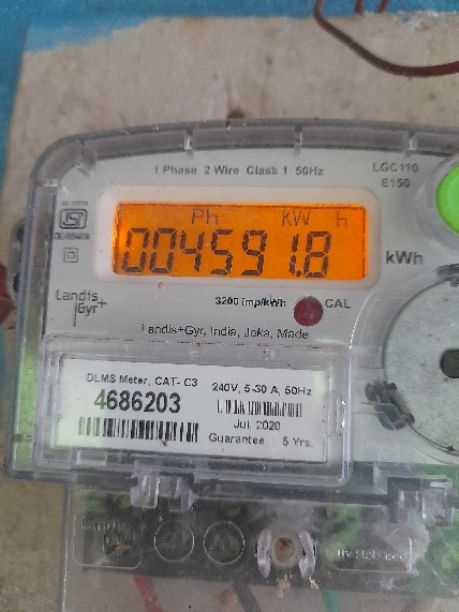 1 Phase 2 Wire Class 1 50Hz
LGC110
E150
Ph kW h
004591.8
kWh
Landis+
Gyr
3200 imp/kWh
CAL
Landis+Gyr, India, Joka, Made
DLMS Meter, CAT- C3
240V, 5-30 A, 50Hz
4686203
Jul, 2020
Guarantee : 5 Yrs.